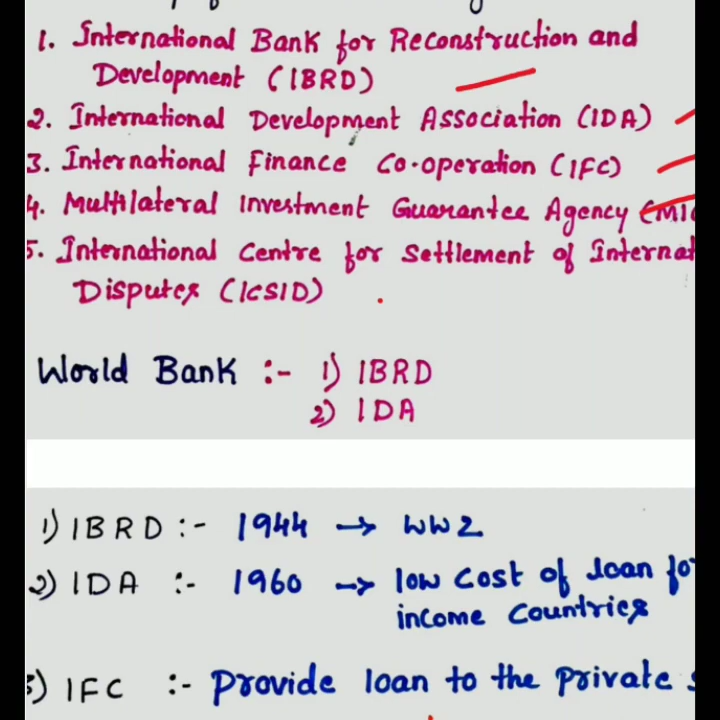 1. International Bank for Reconstruction and
Development (IBRD)
2. International Development Association (IDA)
3. International Finance Co-operation (IFC)
4. Multilateral Investment Guarantee Agency
5. International Centre for Settlement of
Disputes (ICSID)
World Bank :- 1) IBRD
2) IDA
1) IBRD :- 1944 → WW2
2) IDA :- 1960 → low cost of loan
income Countries
3) IFC :- Provide loan to the private